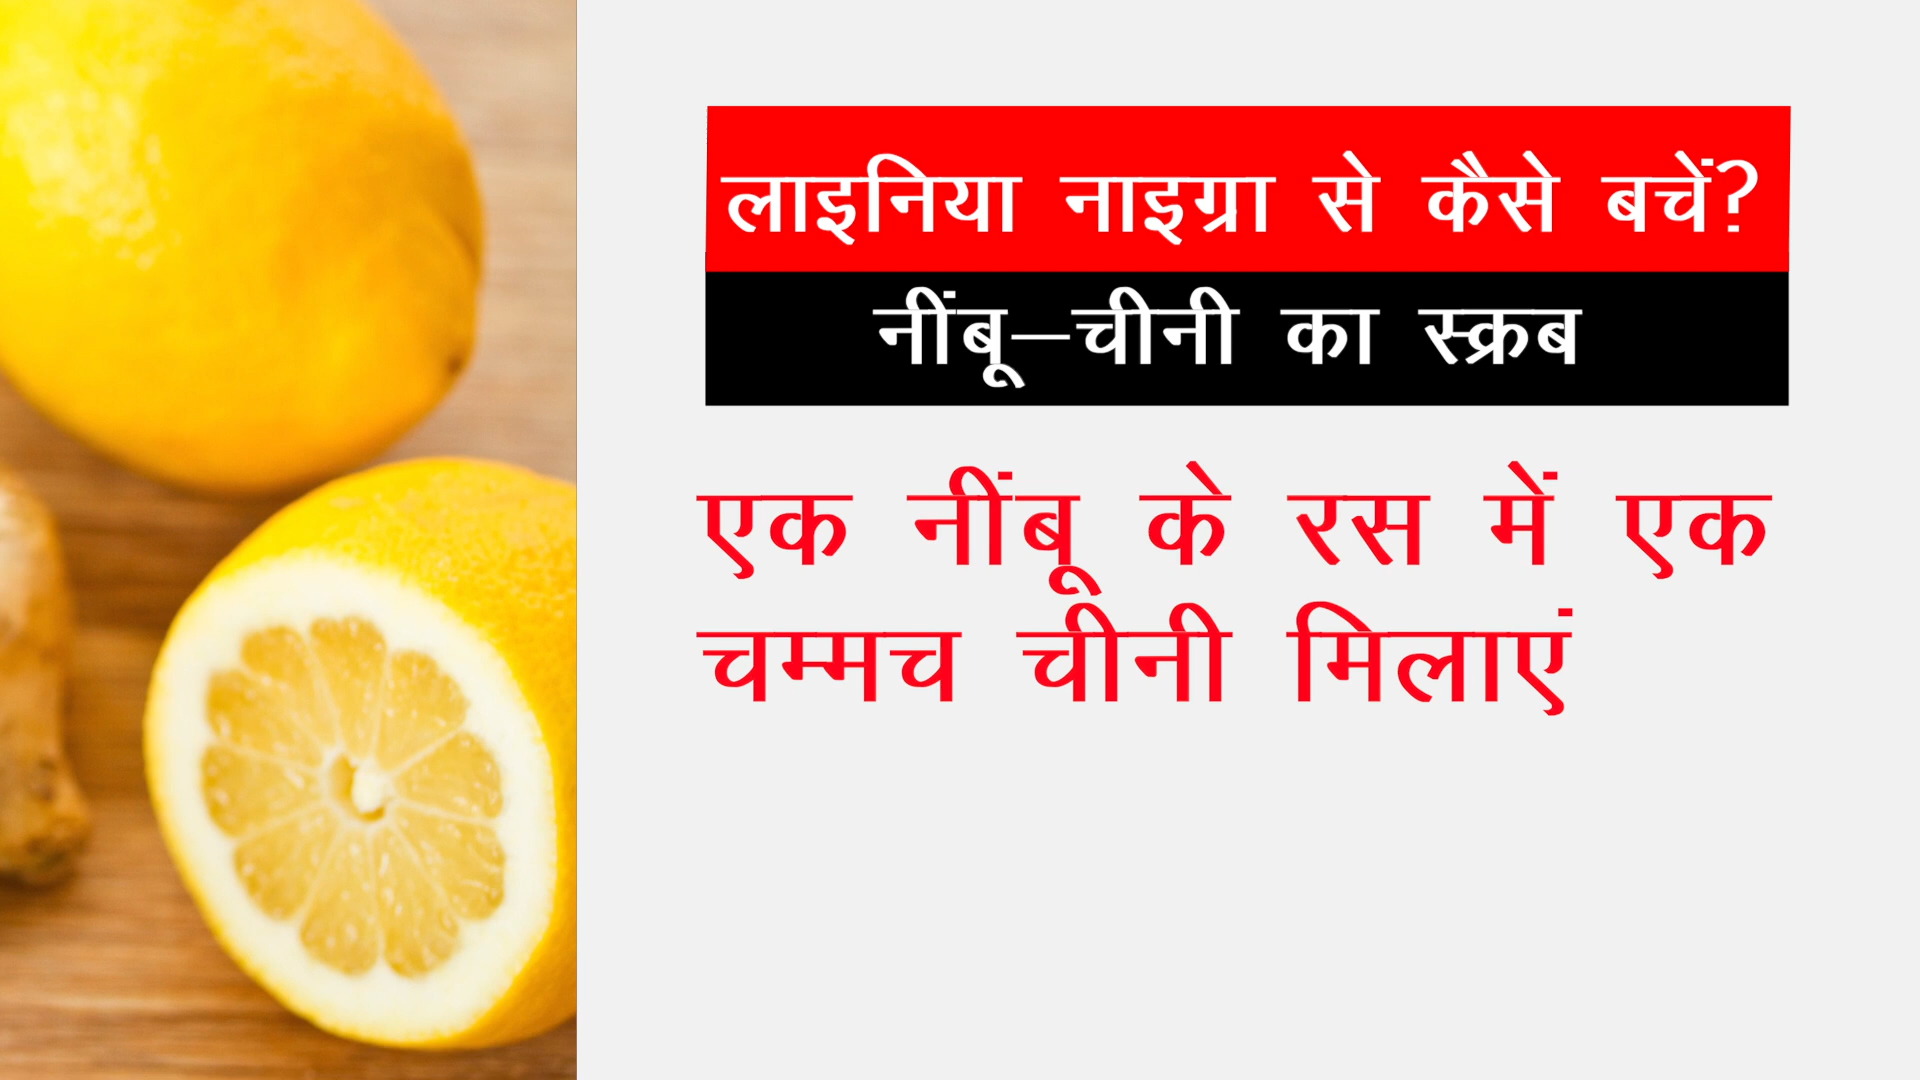 लाइनिया नाइग्रा से कैसे बचें?
नींबू–चीनी का स्क्रब
एक नींबू के रस में एक
चम्मच चीनी मिलाएं